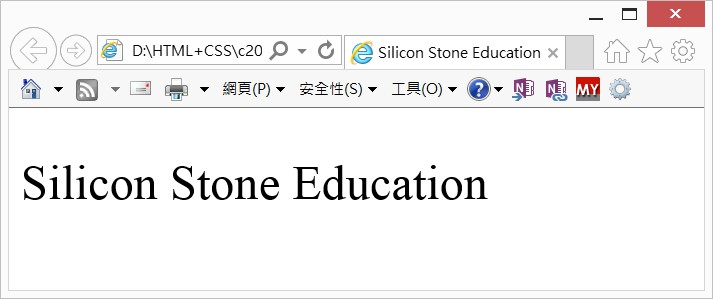 D:\HTML+CSS\c20
Silicon Stone Education
網頁(P) 安全性(S) 工具(O) ? N N MY
Silicon Stone Education